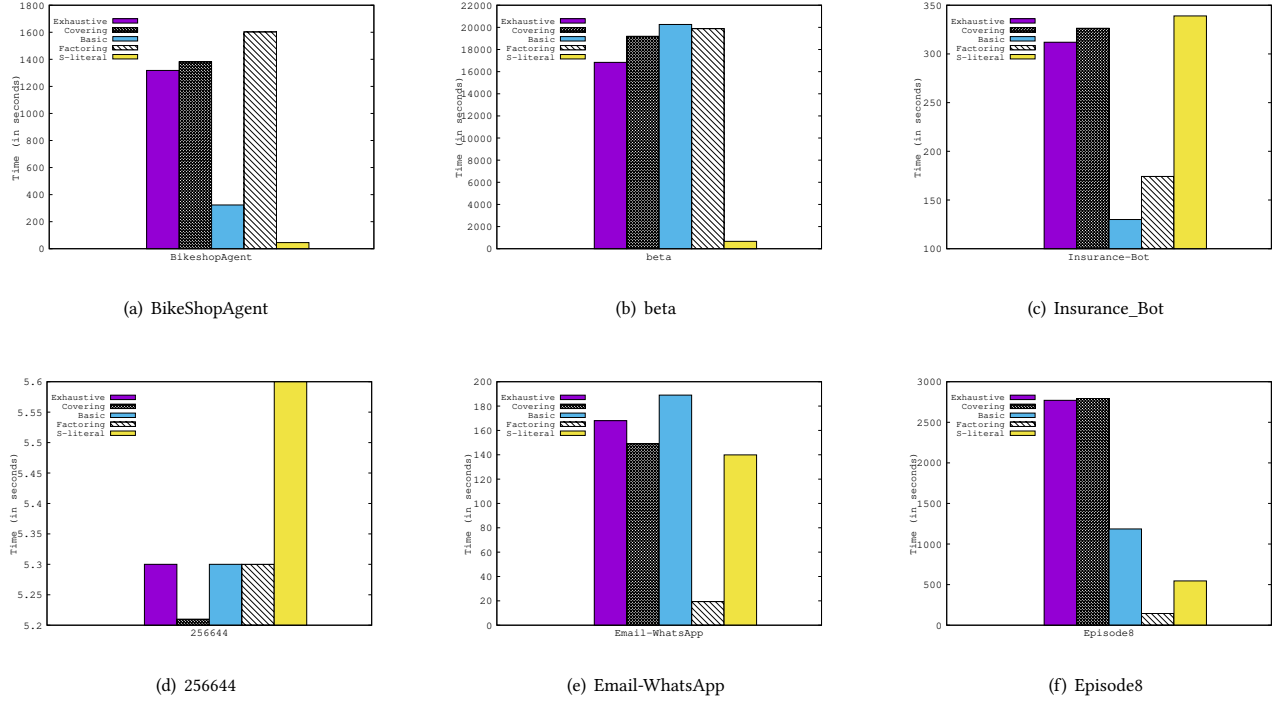 1800
1600
1400
1200
1000
800
600
400
200
0
Time (in seconds)
Exhaustive
Covering
Basic
Factoring
S-literal
BikeshopAgent
(a) BikeShopAgent
22000
20000
18000
16000
14000
12000
10000
8000
6000
4000
2000
0
Time (in seconds)
Exhaustive
Covering
Basic
Factoring
S-literal
beta
(b) beta
350
300
250
200
150
100
Time (in seconds)
Exhaustive
Covering
Basic
Factoring
S-literal
Insurance-Bot
(c) Insurance_Bot
5.6
5.55
5.5
5.45
5.4
5.35
5.3
5.25
5.2
Time (in seconds)
Exhaustive
Covering
Basic
Factoring
S-literal
256644
(d) 256644
200
180
160
140
120
100
80
60
40
20
0
Time (in seconds)
Exhaustive
Covering
Basic
Factoring
S-literal
Email-WhatsApp
(e) Email-WhatsApp
3000
2500
2000
1500
1000
500
0
Time (in seconds)
Exhaustive
Covering
Basic
Factoring
S-literal
Episode8
(f) Episode8